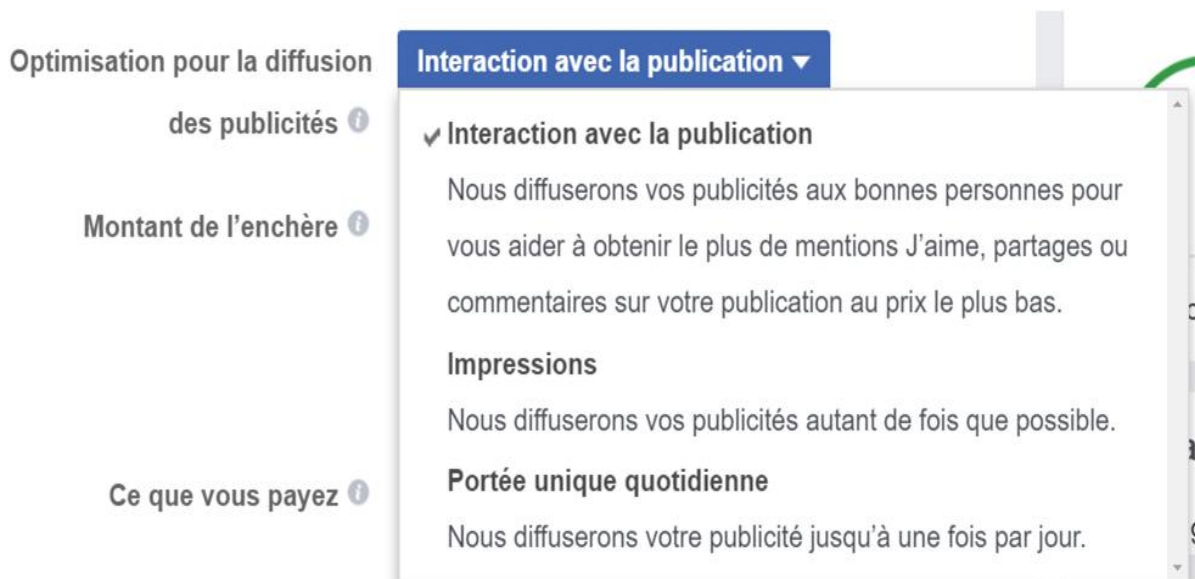 Optimisation pour la diffusion
des publicités
Montant de l'enchère
Ce que vous payez
Interaction avec la publication
Interaction avec la publication
Nous diffuserons vos publicités aux bonnes personnes pour
vous aider à obtenir le plus de mentions J'aime, partages ou
commentaires sur votre publication au prix le plus bas.
Impressions
Nous diffuserons vos publicités autant de fois que possible.
Portée unique quotidienne
Nous diffuserons votre publicité jusqu'à une fois par jour.